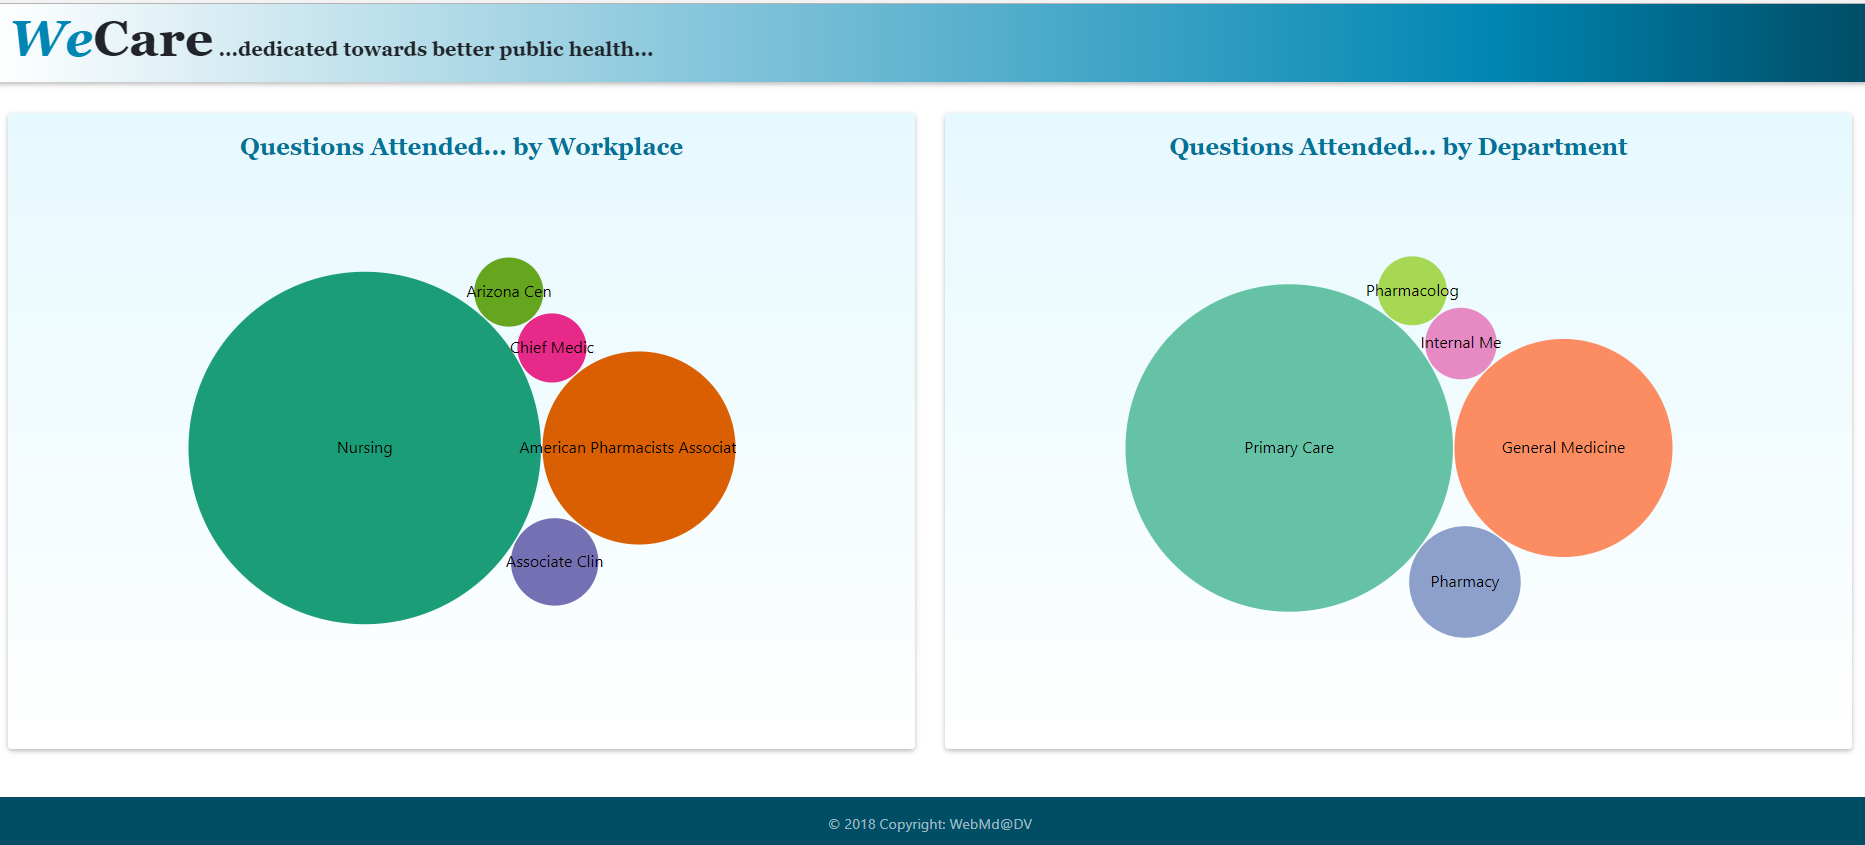 WeCare ...dedicated towards better public health...
Questions Attended... by Workplace
Arizona Cen
Chief Medic
Nursing
American Pharmacists Associat
Associate Clin
Questions Attended... by Department
Pharmacolog
Internal Me
Primary Care
General Medicine
Pharmacy
© 2018 Copyright: WebMd@DV